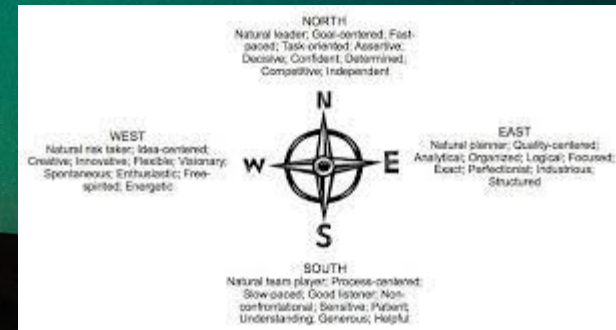 NORTH
Natural leader; Goal-centered; Fast-
paced; Task-oriented; Assertive;
Decisive; Confident; Determined;
Competitive; Independent
N
WEST
Natural risk taker; Idea-centered;
Creative; Innovative; Flexible; Visionary;
Spontaneous; Enthusiastic; Free-
spirited; Energetic
W
E
EAST
Natural planner; Quality-centered;
Analytical; Organized; Logical; Focused;
Exact; Perfectionist; Industrious;
Structured
S
SOUTH
Natural team player; Process-centered;
Slow-paced; Good listener; Non-
confrontational; Sensitive; Patient;
Understanding; Generous; Helpful